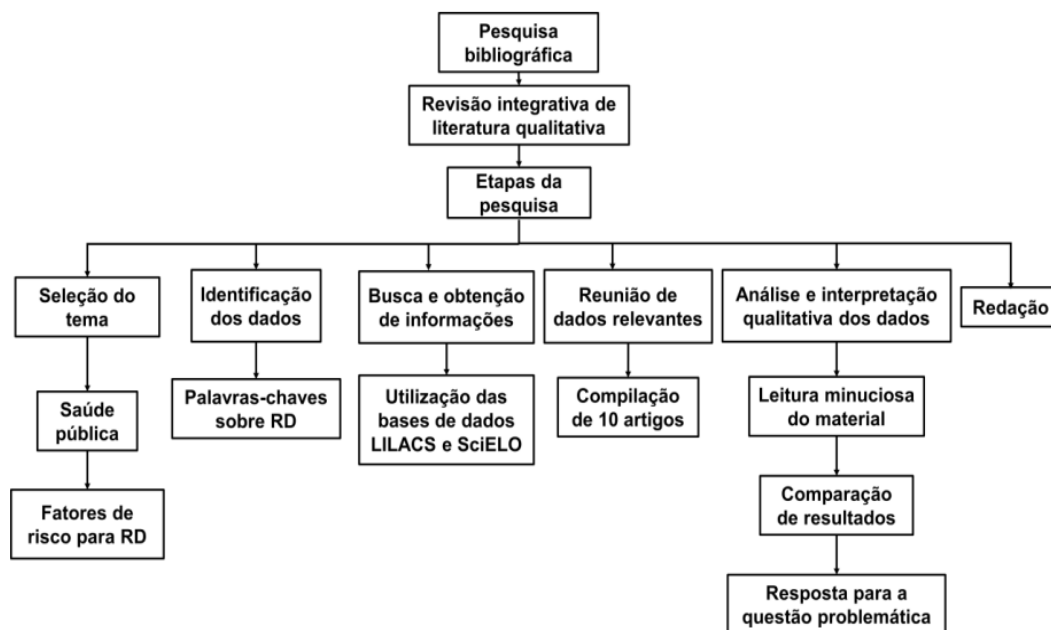 Pesquisa
bibliográfica
Revisão integrativa de
literatura qualitativa
Etapas da
pesquisa
Seleção do
tema
Saúde
pública
Fatores de
risco para RD
Identificação
dos dados
Palavras-chaves
sobre RD
Busca e obtenção
de informações
Utilização das
bases de dados
LILACS e SciELO
Reunião de
dados relevantes
Compilação
de 10 artigos
Análise e interpretação
qualitativa dos dados
Leitura minuciosa
do material
Comparação
de resultados
Resposta para a
questão problemática
Redação